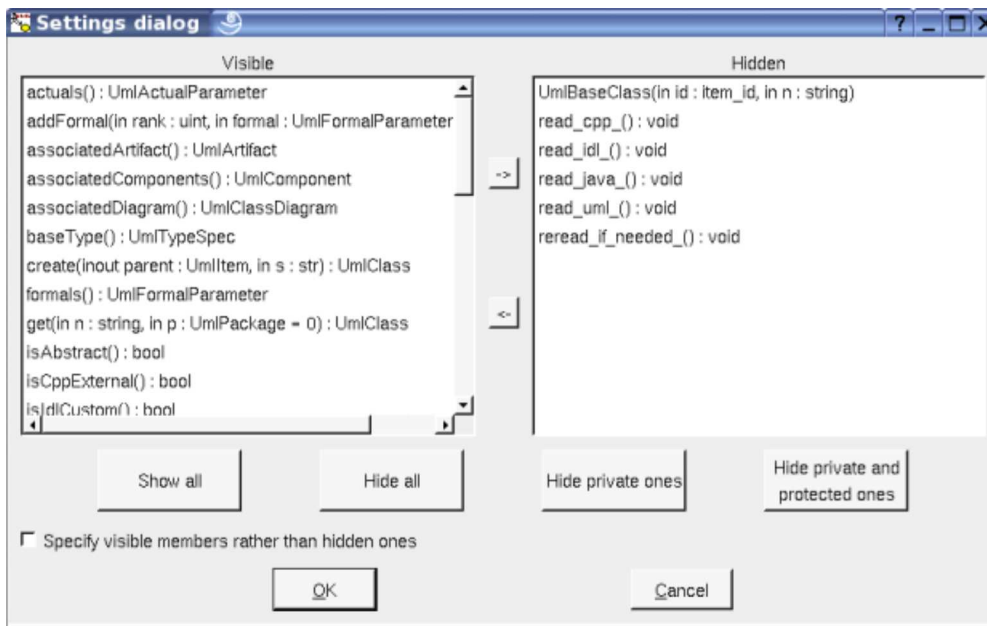 Settings dialog
Visible
Hidden
actuals() : UmlActualParameter
addFormal(in rank : uint, in formal : UmlFormalParameter
associatedArtifact() : UmlArtifact
associatedComponents() : UmlComponent
associatedDiagram() : UmlClassDiagram
baseType() : UmlTypeSpec
create(inout parent : UmlItem, in s : str) : UmlClass
formals() : UmlFormalParameter
get(in n : string, in p : UmlPackage = 0) : UmlClass
isAbstract() : bool
isCppExternal() : bool
isIdlCustom() : bool
->
<-
UmlBaseClass(in id : item_id, in n : string)
read_cpp_() : void
read_idl_() : void
read_java_() : void
read_uml_() : void
reread_if_needed_() : void
Show all
Hide all
Hide private ones
Hide private and
protected ones
Specify visible members rather than hidden ones
OK
Cancel